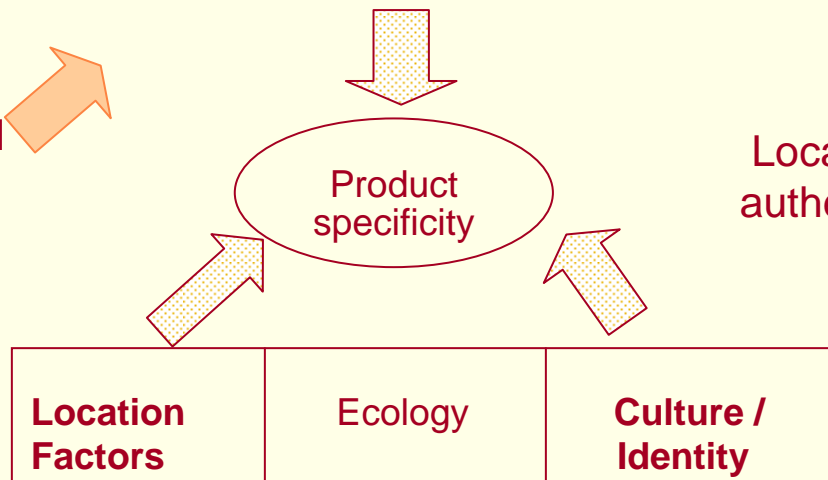 Product
specificity
Location
Factors
Ecology
Culture /
Identity